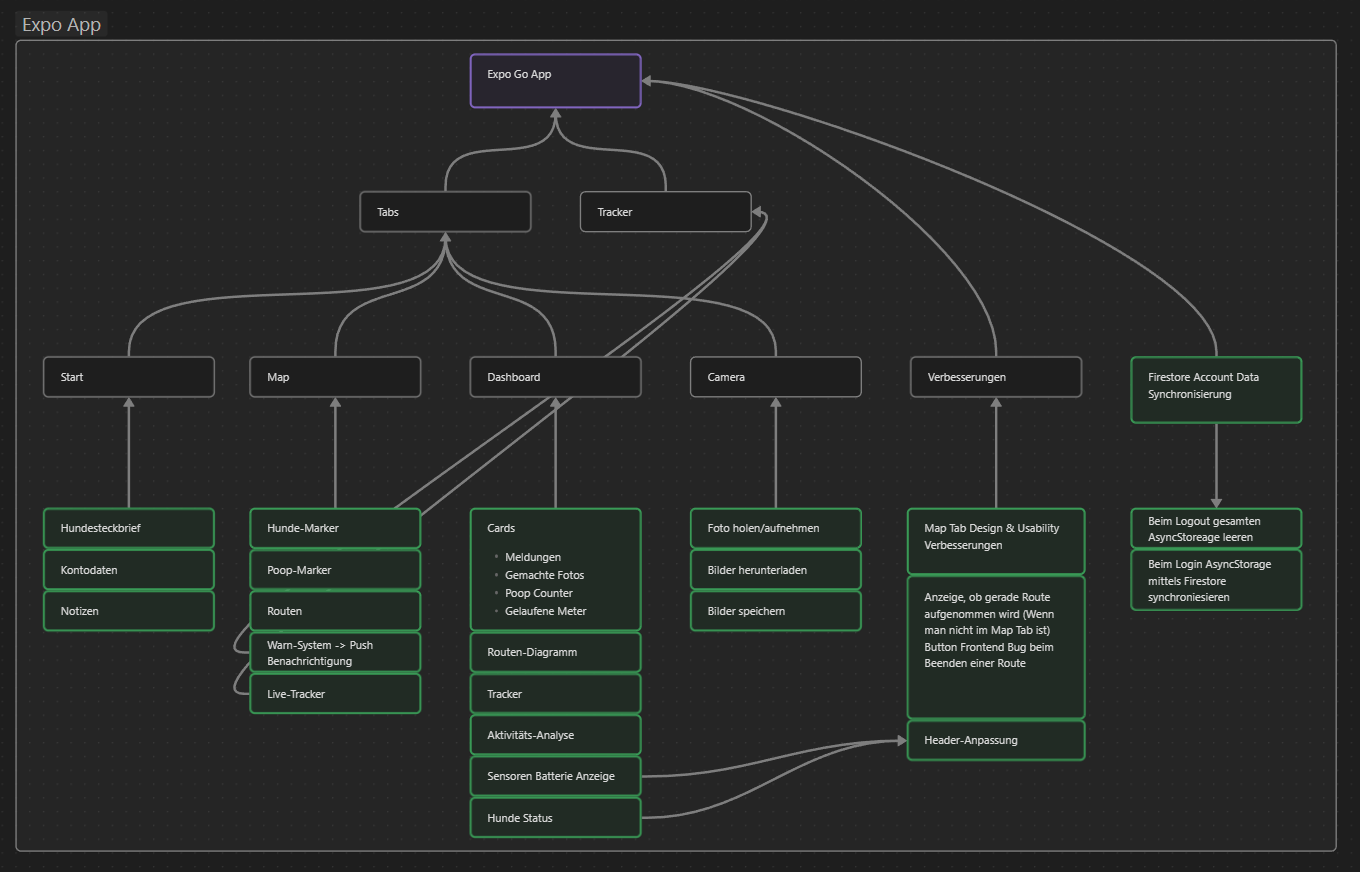 Expo App
Expo Go App
Tabs
Tracker
Start
Map
Dashboard
Camera
Verbesserungen
Firestore Account Data
Synchronisierung
Hundesteckbrief
Kontodaten
Notizen
Hunde-Marker
Poop-Marker
Routen
Warn-System -> Push
Benachrichtigung
Live-Tracker
Cards
• Meldungen
• Gemachte Fotos
• Poop Counter
• Gelaufene Meter
Routen-Diagramm
Tracker
Aktivitäts-Analyse
Sensoren Batterie Anzeige
Hunde Status
Foto holen/aufnehmen
Bilder herunterladen
Bilder speichern
Map Tab Design & Usability
Verbesserungen
Anzeige, ob gerade Route
aufgenommen wird (Wenn
man nicht im Map Tab ist)
Button Frontend Bug beim
Beenden einer Route
Header-Anpassung
Beim Logout gesamten
AsyncStoreage leeren
Beim Login AsyncStorage
mittels Firestore
synchroniesieren